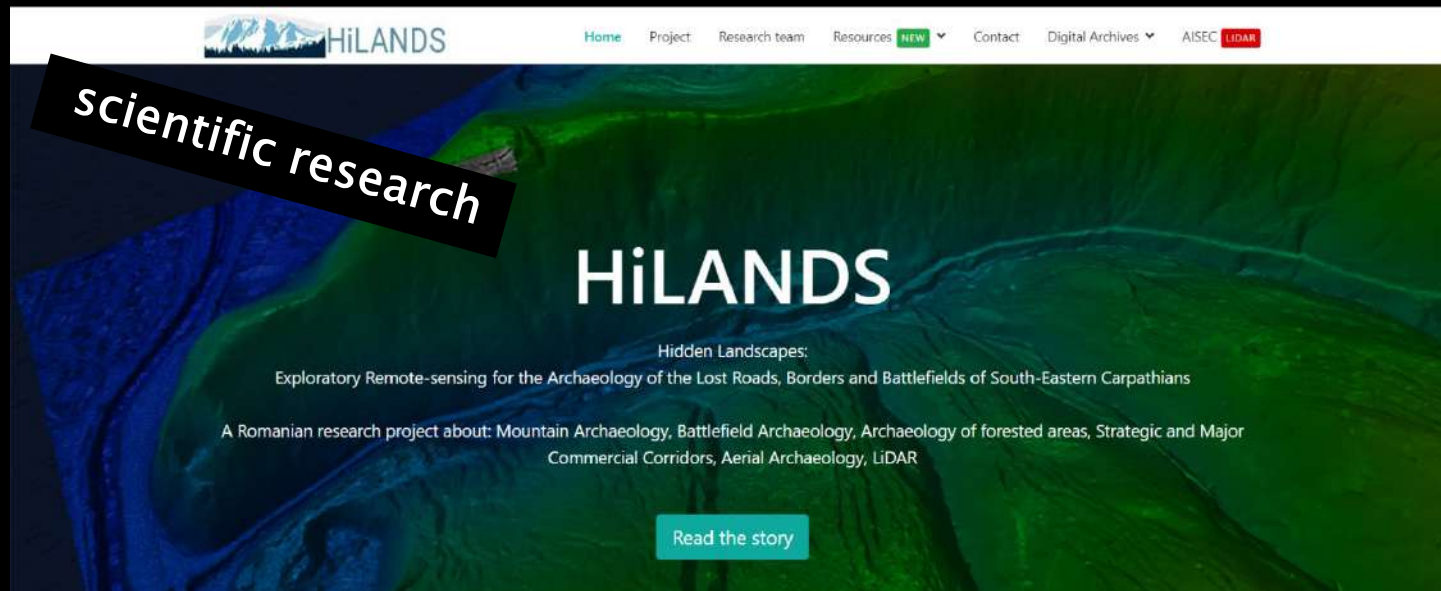 HiLANDS
Home Project Research team Resources NEW Contact Digital Archives AISEC LIDAR
scientific research
HiLANDS
Hidden Landscapes:
Exploratory Remote-sensing for the Archaeology of the Lost Roads, Borders and Battlefields of South-Eastern Carpathians
A Romanian research project about: Mountain Archaeology, Battlefield Archaeology, Archaeology of forested areas, Strategic and Major
Commercial Corridors, Aerial Archaeology, LiDAR
Read the story